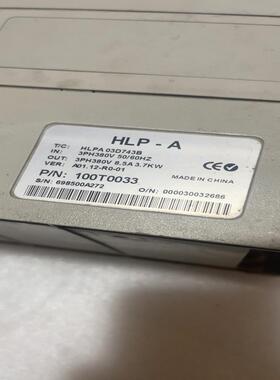 HLP - A
T/C: HLPA 03D743B
IN: 3PH380V 50/60HZ
OUT: 3PH380V 8.5A 3.7KW
VER: A01.12-R0-01
CE
P/N: 100T0033
MADE IN CHINA
S/N: 698500A272
O/N: 000030032686